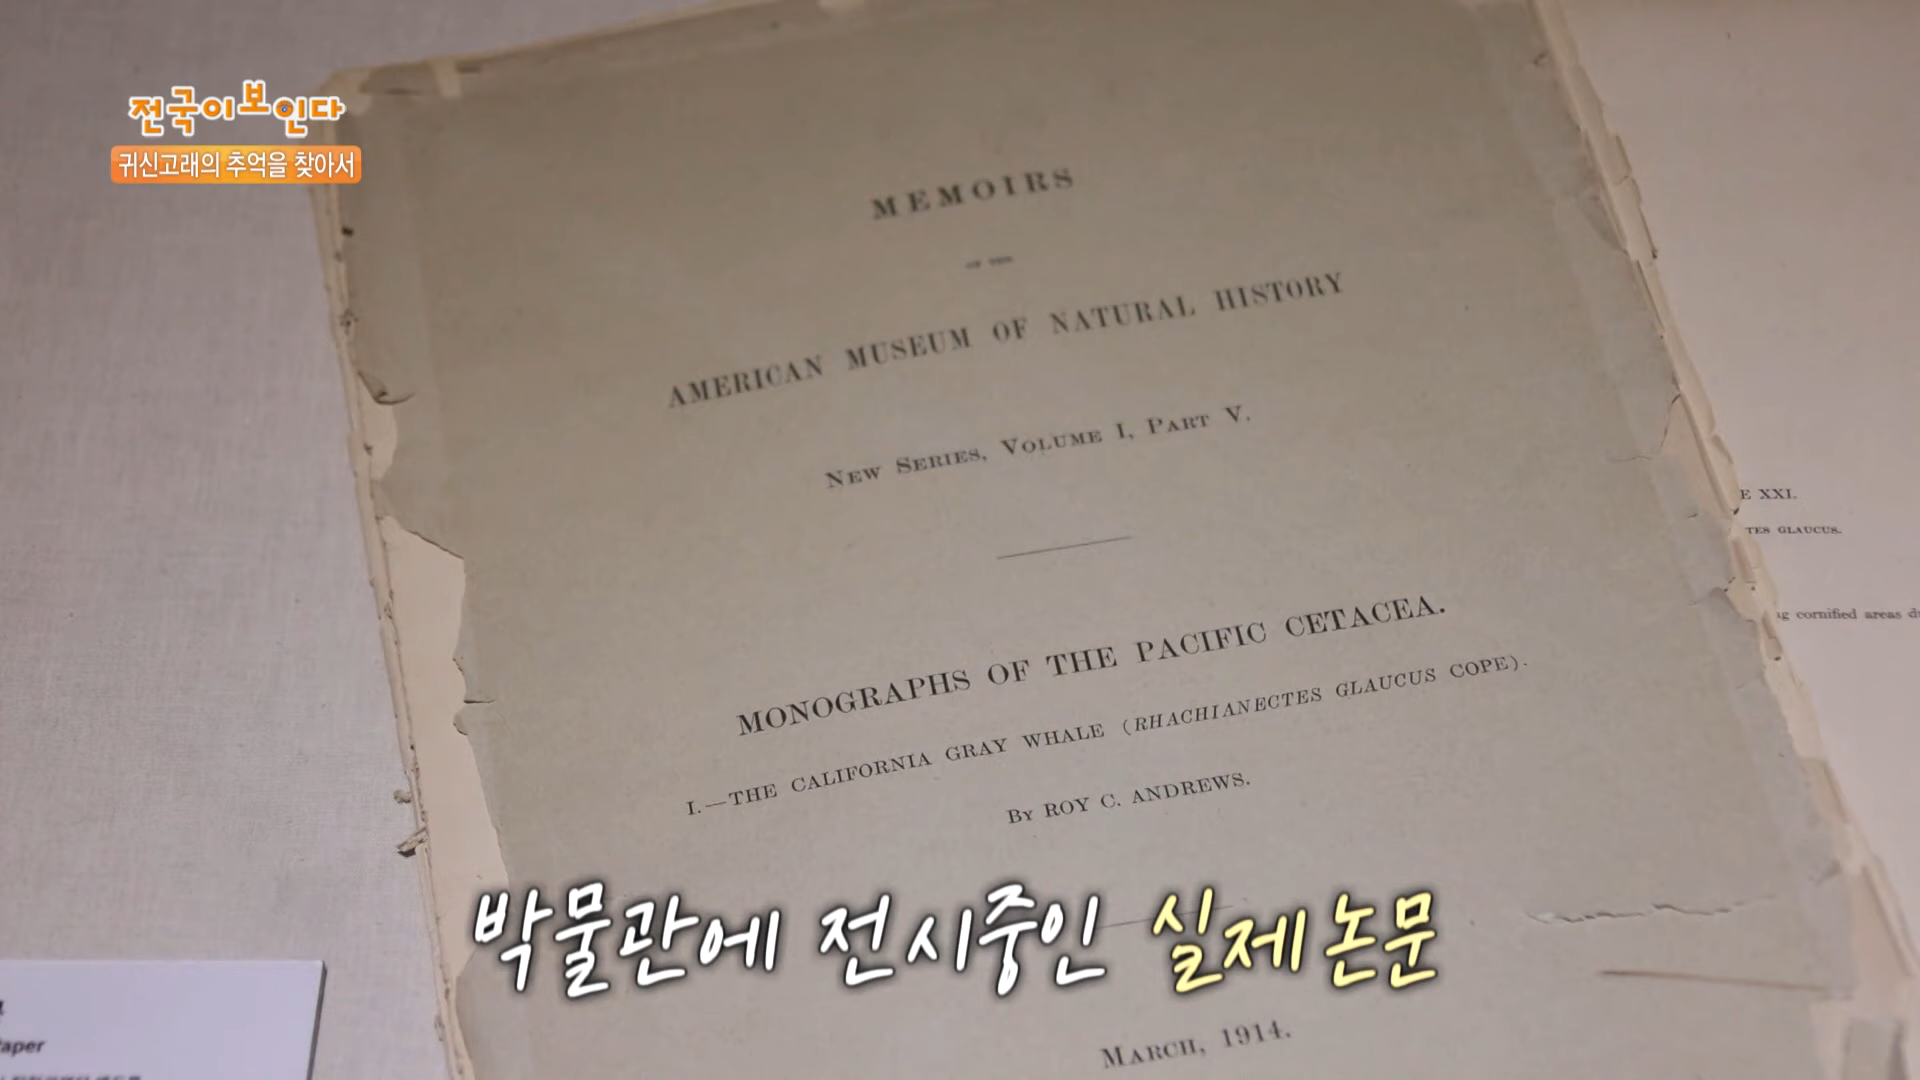 전국이보인다
귀신고래의 추억을 찾아서
MEMOIRS
OF THE
AMERICAN MUSEUM OF NATURAL HISTORY
NEW SERIES, VOLUME I, PART V.
MONOGRAPHS OF THE PACIFIC CETACEA.
I.—THE CALIFORNIA GRAY WHALE (RHACHIANECTES GLAUCUS COPE).
By ROY C. ANDREWS.
MARCH, 1914.
E XXI.
TES GLAUCUS.
cornified areas
aper
박물관에 전시중인 실제 논문